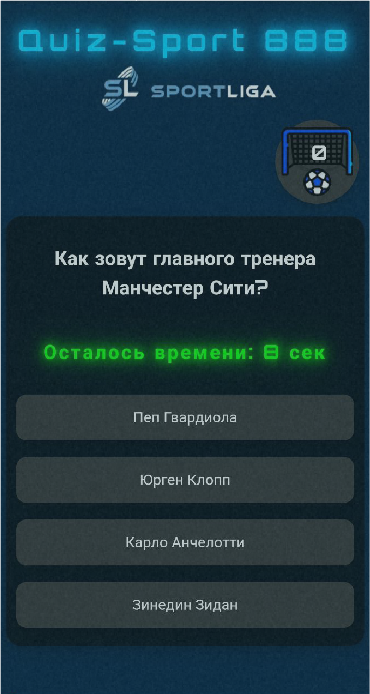 Quiz-Sport 888
SL SPORTLIGA
0
Как зовут главного тренера
Манчестер Сити?
Осталось времени: 8 сек
Пеп Гвардиола
Юрген Клопп
Карло Анчелотти
Зинедин Зидан